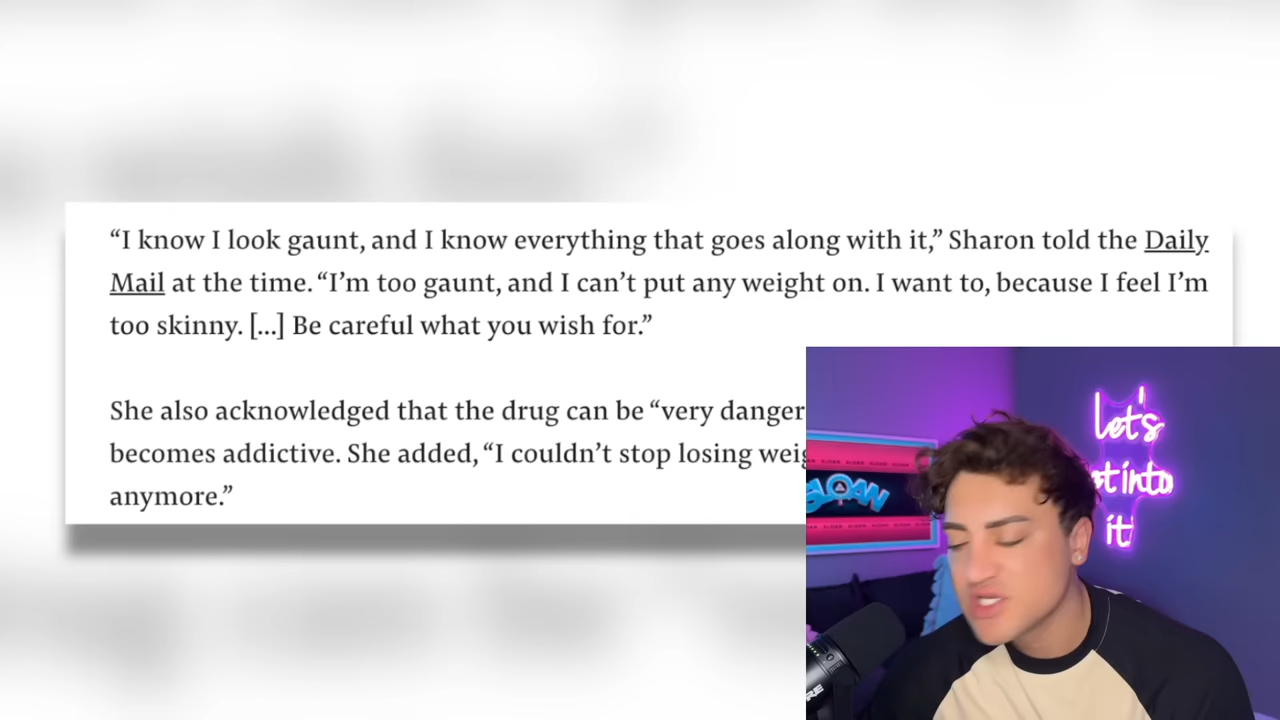 “I know I look gaunt, and I know everything that goes along with it,” Sharon told the Daily
Mail at the time. “I’m too gaunt, and I can’t put any weight on. I want to, because I feel I’m
too skinny. [...] Be careful what you wish for.”
She also acknowledged that the drug can be “very danger
becomes addictive. She added, “I couldn’t stop losing weig
anymore.”
let's
it
SLOAN